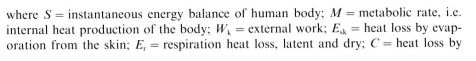 where S = instantaneous energy balance of human body; M = metabolic rate, i.e.
internal heat production of the body; Wk = external work; Esk = heat loss by evap-
oration from the skin; Er = respiration heat loss, latent and dry; C = heat loss by